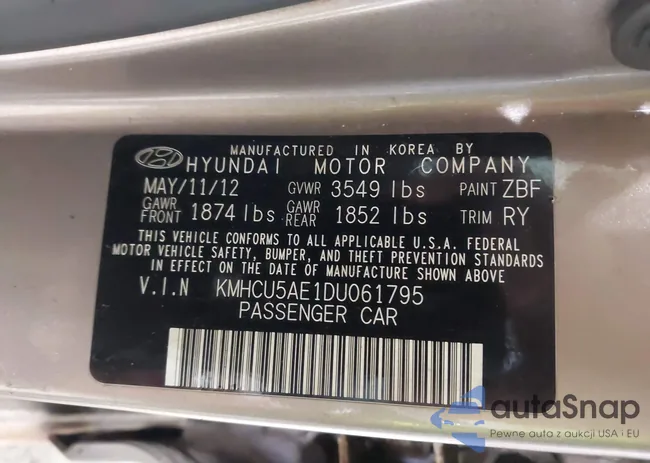 MANUFACTURED IN KOREA BY
HYUNDAI MOTOR COMPANY
MAY/11/12 GVWR 3549 lbs PAINT ZBF
GAWR FRONT 1874 lbs GAWR REAR 1852 lbs TRIM RY
THIS VEHICLE CONFORMS TO ALL APPLICABLE U.S.A. FEDERAL
MOTOR VEHICLE SAFETY, BUMPER, AND THEFT PREVENTION STANDARDS
IN EFFECT ON THE DATE OF MANUFACTURE SHOWN ABOVE.
V.I.N KMHCU5AE1DU061795
PASSENGER CAR
autaSnap
Pewne auta z aukcji USA i EU